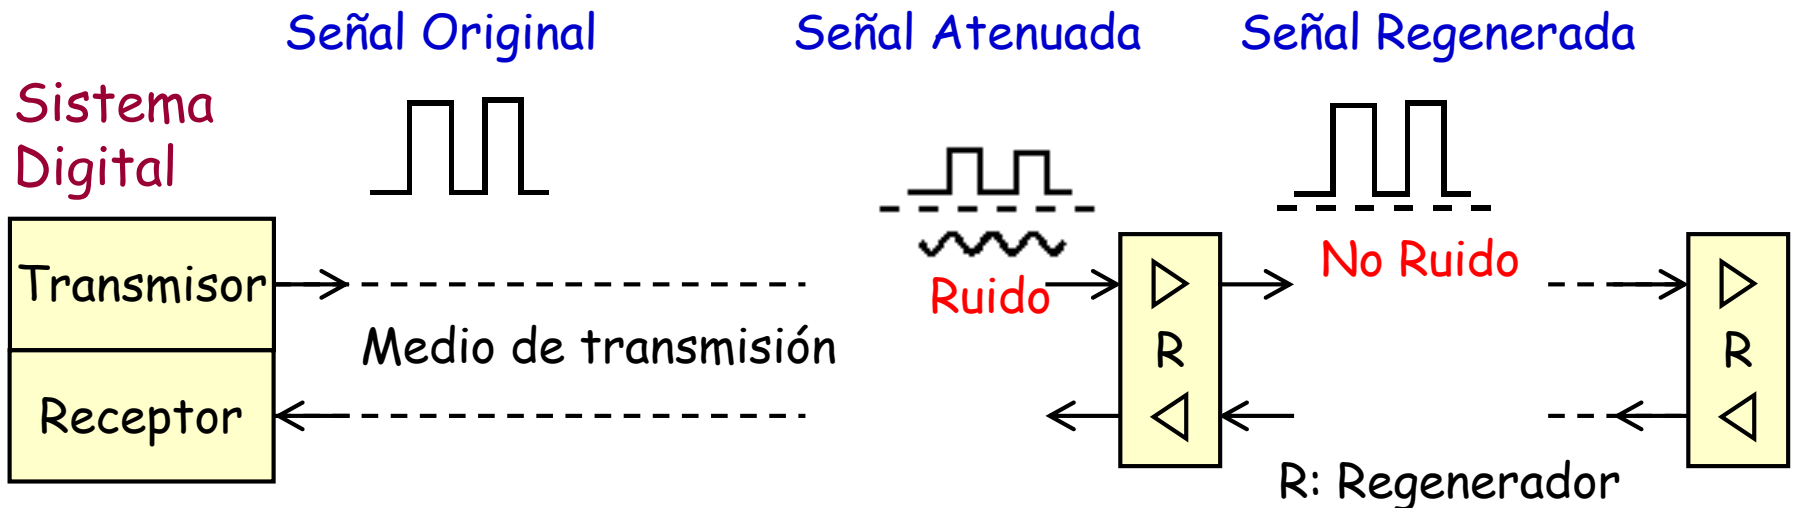 Señal Original
Señal Atenuada
Señal Regenerada
Sistema
Digital
Transmisor
Ruido
No Ruido
Medio de transmisión
R
R
Receptor
R: Regenerador